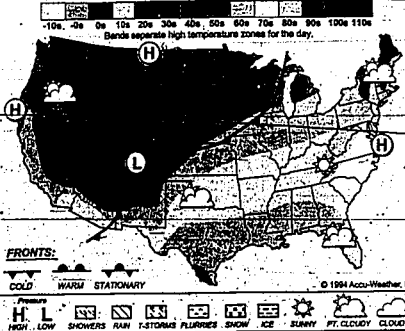 -10s -0s 0s 10s 20s 30s 40s 50s 60s 70s 80s 90s 100s 110s
Bands separate high temperature zones for the day.
H
H
H
L
FRONTS:
COLD WARM STATIONARY
© 1994 Accu-Weather,
Pressure
H L
HIGH LOW SHOWERS RAIN T-STORMS FLURRIES SNOW ICE SUNNY PT. CLOUDY CLOUD